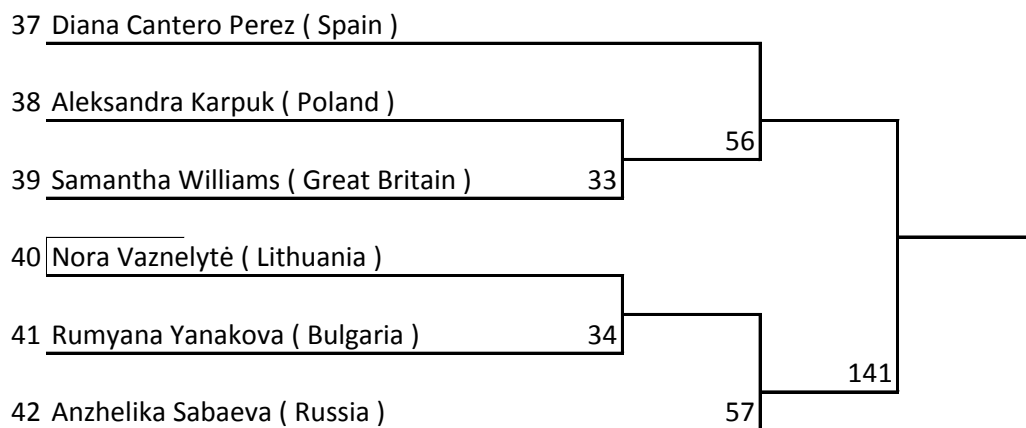 37 Diana Cantero Perez ( Spain )
38 Aleksandra Karpuk ( Poland )
56
39 Samantha Williams ( Great Britain ) 33
40 Nora Vaznelytė ( Lithuania )
41 Rumyana Yanakova ( Bulgaria ) 34
141
42 Anzhelika Sabaeva ( Russia ) 57